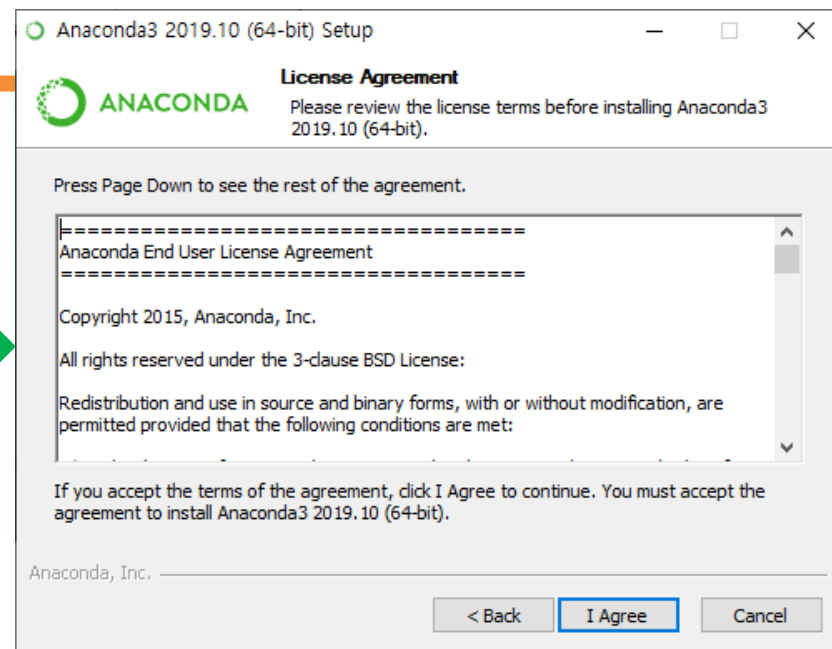 Anaconda3 2019.10 (64-bit) Setup
ANACONDA
License Agreement
Please review the license terms before installing Anaconda3
2019.10 (64-bit).
Press Page Down to see the rest of the agreement.
===================================
Anaconda End User License Agreement
===================================
Copyright 2015, Anaconda, Inc.
All rights reserved under the 3-clause BSD License:
Redistribution and use in source and binary forms, with or without modification, are
permitted provided that the following conditions are met:
If you accept the terms of the agreement, click I Agree to continue. You must accept the
agreement to install Anaconda3 2019.10 (64-bit).
Anaconda, Inc.
< Back
I Agree
Cancel